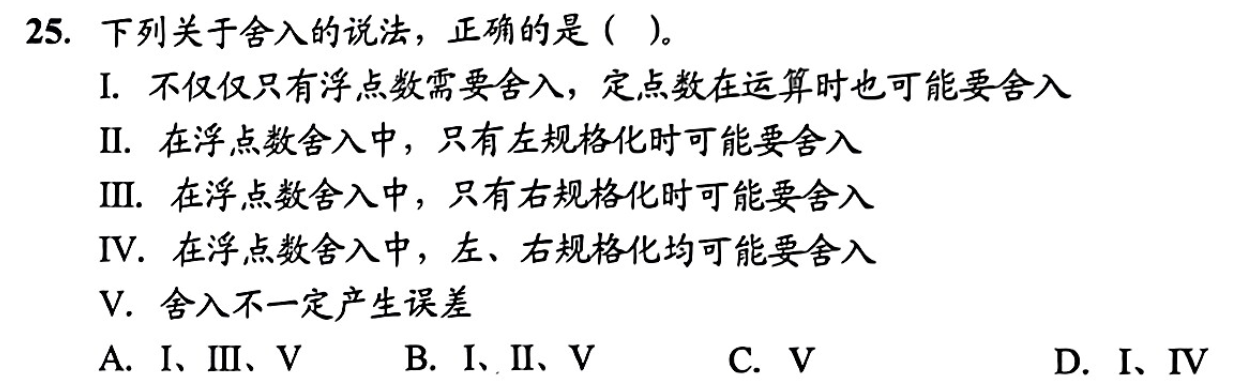 25. 下列关于舍入的说法，正确的是（ ）。
I. 不仅仅只有浮点数需要舍入，定点数在运算时也可能要舍入
II. 在浮点数舍入中，只有左规格化时可能要舍入
III. 在浮点数舍入中，只有右规格化时可能要舍入
IV. 在浮点数舍入中，左、右规格化均可能要舍入
V. 舍入不一定产生误差
A. I、III、V B. I、II、V C. V D. I、IV